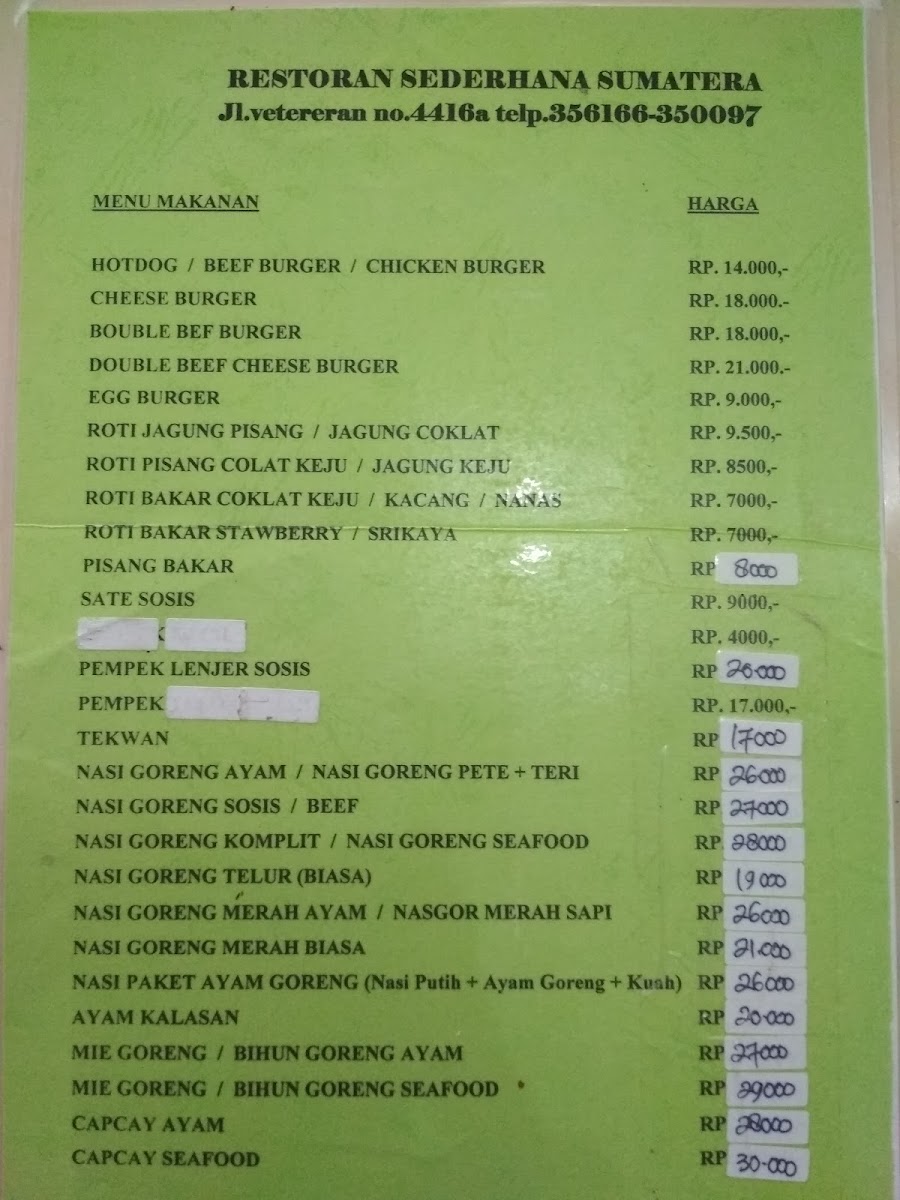 RESTORAN SEDERHANA SUMATERA
Jl.vetereran no.4416a telp.356166-350097
MENU MAKANAN HARGA
HOTDOG / BEEF BURGER / CHICKEN BURGER RP. 14.000,-
CHEESE BURGER RP. 18.000.-
BOUBLE BEF BURGER RP. 18.000,-
DOUBLE BEEF CHEESE BURGER RP. 21.000.-
EGG BURGER RP. 9.000,-
ROTI JAGUNG PISANG / JAGUNG COKLAT RP. 9.500,-
ROTI PISANG COLAT KEJU / JAGUNG KEJU RP. 8500,-
ROTI BAKAR COKLAT KEJU / KACANG / NANAS RP. 7000,-
ROTI BAKAR STAWBERRY / SRIKAYA RP. 7000,-
PISANG BAKAR RP 8000
SATE SOSIS RP. 9000,-
K RP. 4000,-
PEMPEK LENJER SOSIS RP 20.000
PEMPEK RP. 17.000,-
TEKWAN RP 17000
NASI GORENG AYAM / NASI GORENG PETE + TERI RP 26000
NASI GORENG SOSIS / BEEF RP 27000
NASI GORENG KOMPLIT / NASI GORENG SEAFOOD RP. 28000
NASI GORENG TELUR (BIASA) RP 19000
NASI GORENG MERAH AYAM / NASGOR MERAH SAPI RP 26000
NASI GORENG MERAH BIASA RP 21.000
NASI PAKET AYAM GORENG (Nasi Putih + Ayam Goreng + Kuah) RP 26000
AYAM KALASAN RP 20.000
MIE GORENG / BIHUN GORENG AYAM RP 27000
MIE GORENG / BIHUN GORENG SEAFOOD RP 29000
CAPCAY AYAM RP 28000
CAPCAY SEAFOOD RP 30.000